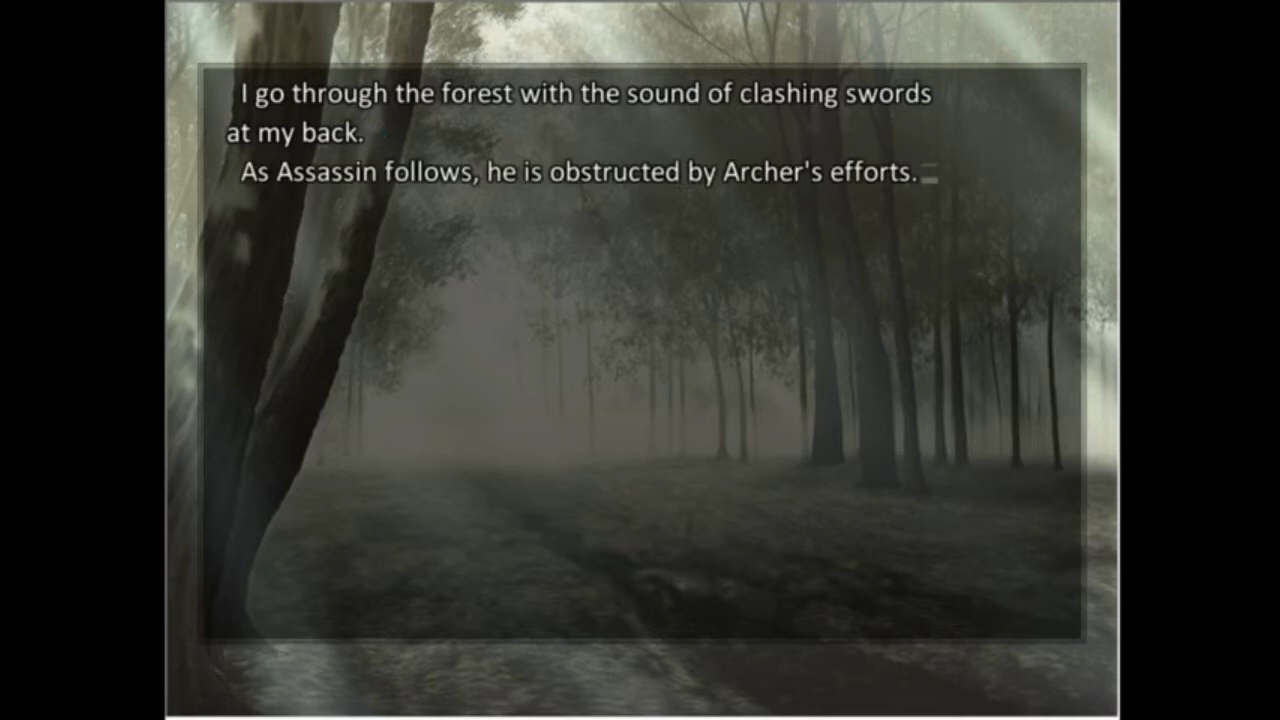 I go through the forest with the sound of clashing swords
at my back.
As Assassin follows, he is obstructed by Archer's efforts.